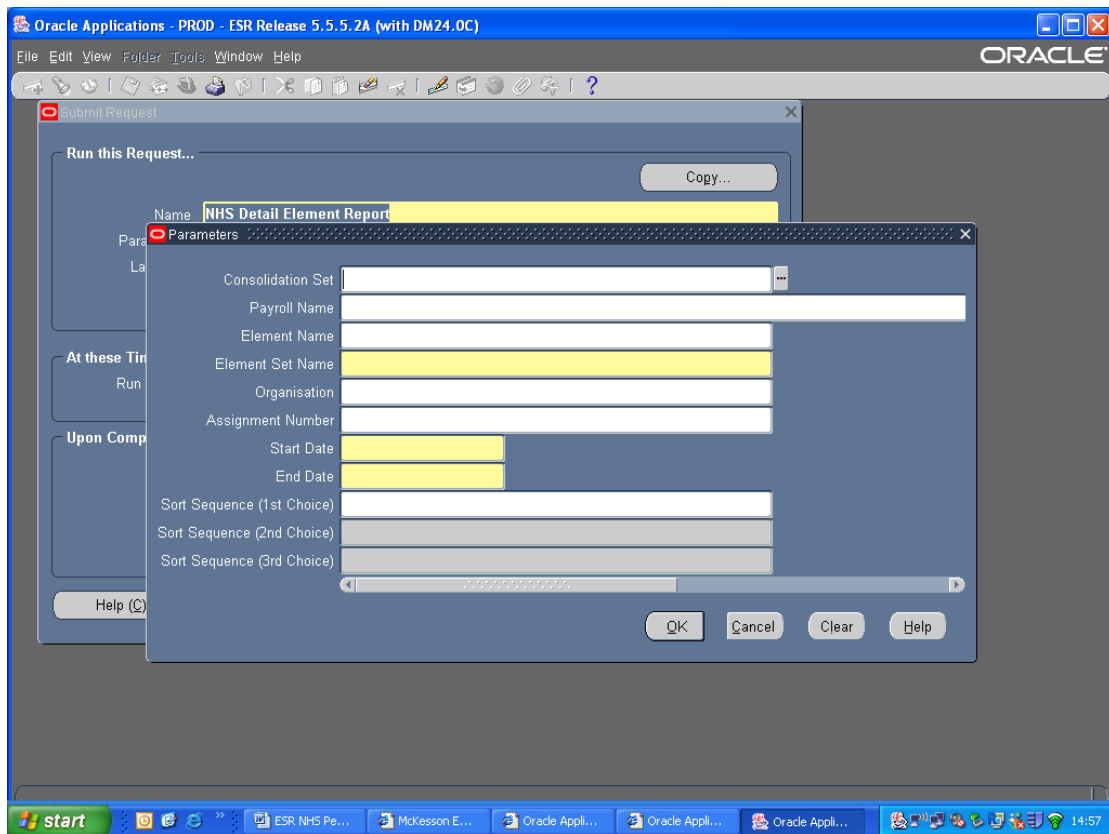 Oracle Applications - PROD - ESR Release 5.5.5.2A (with DM24.0C)
File Edit View Folder Tools Window Help
ORACLE
Submit Request
Run this Request...
Copy...
Name NHS Detail Element Report
Para
La
Parameters
Consolidation Set
Payroll Name
Element Name
Element Set Name
Organisation
Assignment Number
Start Date
End Date
Sort Sequence (1st Choice)
Sort Sequence (2nd Choice)
Sort Sequence (3rd Choice)
At these Tin
Run
Upon Comp
Help (C)
OK Cancel Clear Help
start ESR NHS Pe... McKesson E... Oracle Appli... Oracle Appli... Oracle Appli... 14:57